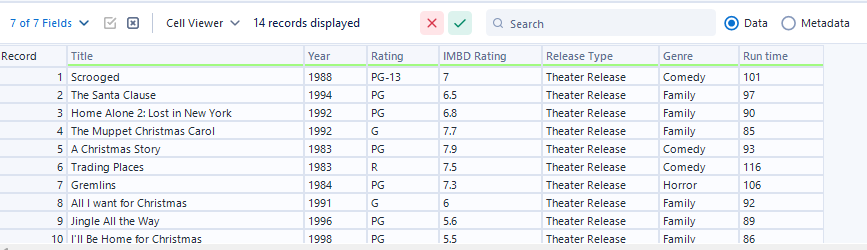 7 of 7 Fields Cell Viewer 14 records displayed Search Data Metadata
Record Title Year Rating IMBD Rating Release Type Genre Run time
1 Scrooged 1988 PG-13 7 Theater Release Comedy 101
2 The Santa Clause 1994 PG 6.5 Theater Release Family 97
3 Home Alone 2: Lost in New York 1992 PG 6.8 Theater Release Family 90
4 The Muppet Christmas Carol 1992 G 7.7 Theater Release Family 85
5 A Christmas Story 1983 PG 7.9 Theater Release Comedy 93
6 Trading Places 1983 R 7.5 Theater Release Comedy 116
7 Gremlins 1984 PG 7.3 Theater Release Horror 106
8 All I want for Christmas 1991 G 6 Theater Release Family 92
9 Jingle All the Way 1996 PG 5.6 Theater Release Family 89
10 I'll Be Home for Christmas 1998 PG 5.5 Theater Release Family 86